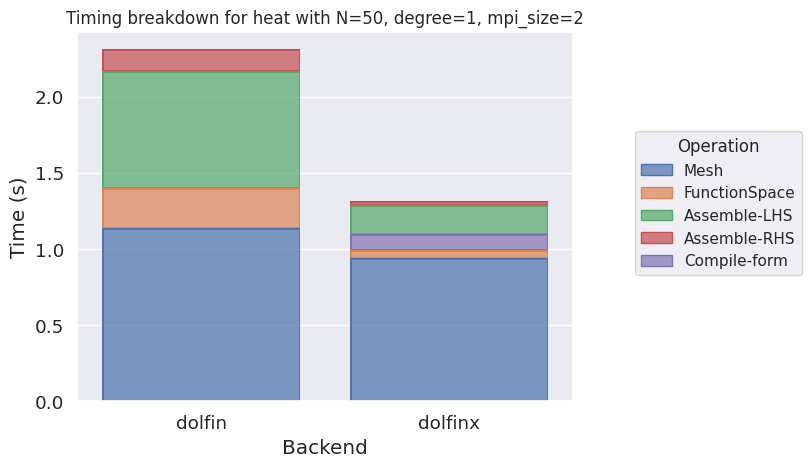 Timing breakdown for heat with N=50, degree=1, mpi_size=2
2.0
1.5
1.0
0.5
0.0
Time (s)
dolfin
dolfinx
Backend
Operation
Mesh
FunctionSpace
Assemble-LHS
Assemble-RHS
Compile-form